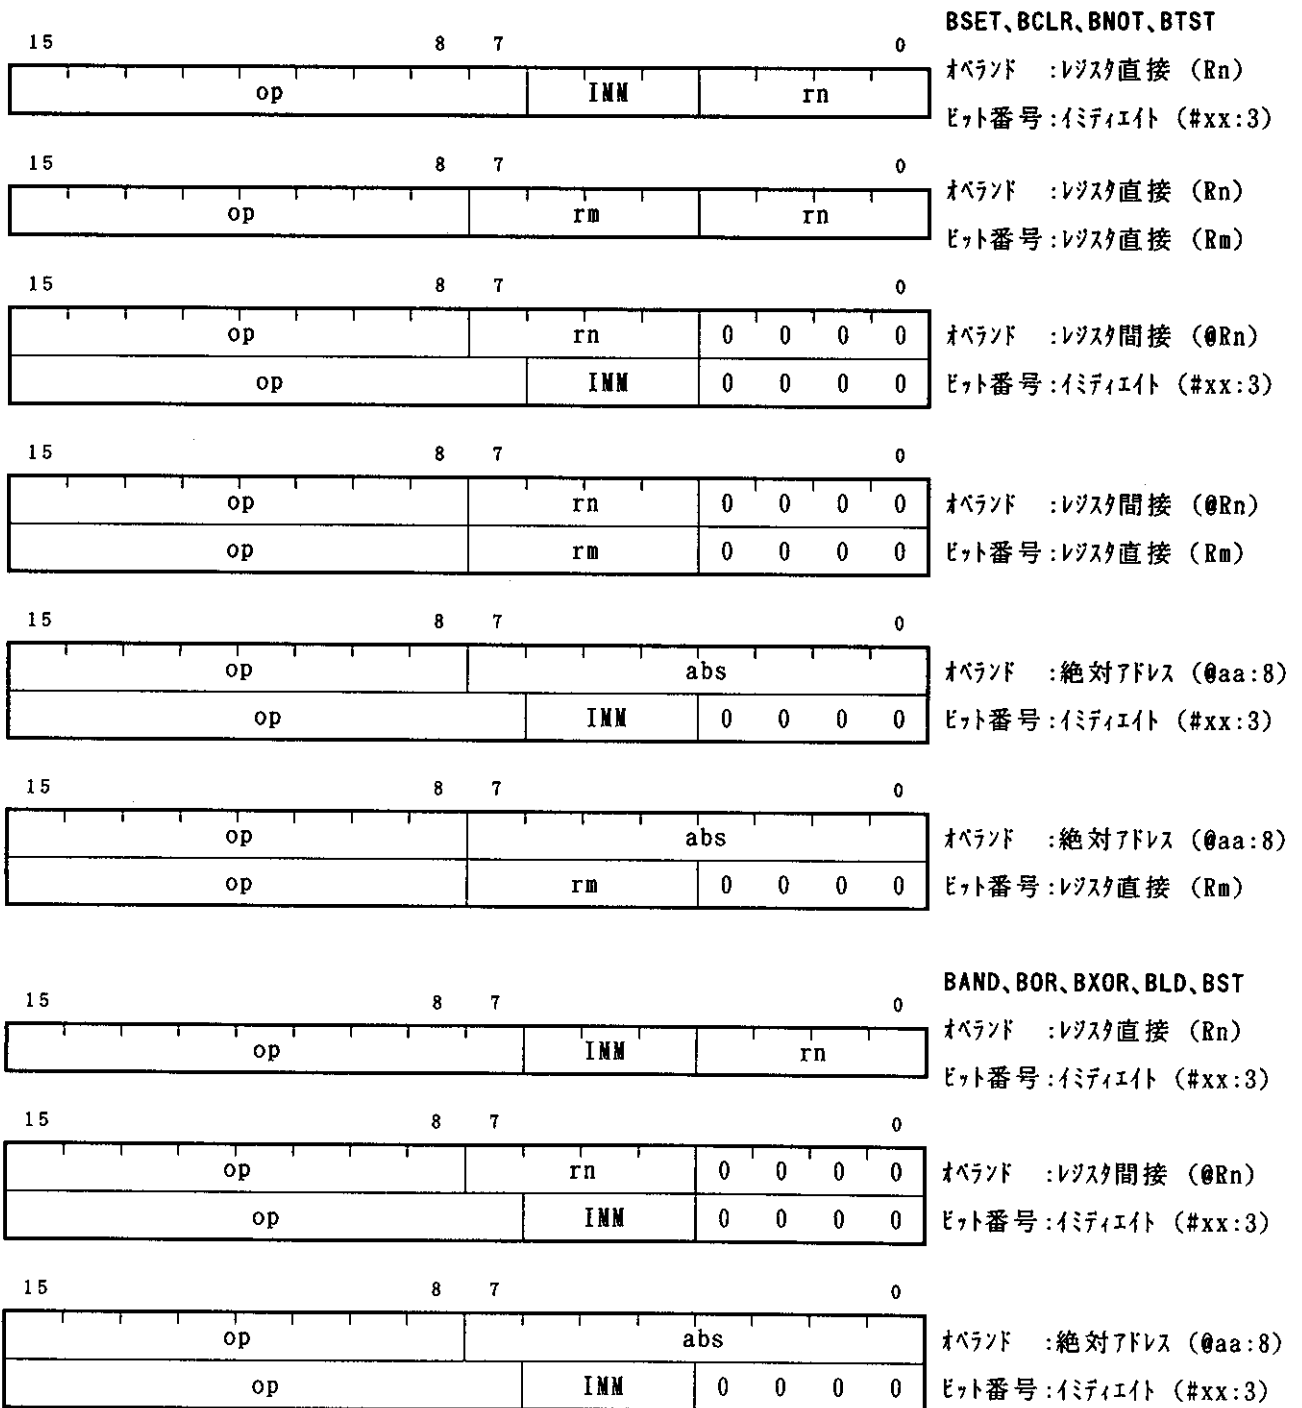 BSET、BCLR、BNOT、BTST
15 8 7 0
op IMM rn
オペランド :レジスタ直接 (Rn)
ビット番号:イミディエイト (#xx:3)
15 8 7 0
op rm rn
オペランド :レジスタ直接 (Rn)
ビット番号:レジスタ直接 (Rm)
15 8 7 0
op rn 0 0 0 0 オペランド :レジスタ間接 (@Rn)
op IMM 0 0 0 0 ビット番号:イミディエイト (#xx:3)
15 8 7 0
op rn 0 0 0 0 オペランド :レジスタ間接 (@Rn)
op rm 0 0 0 0 ビット番号:レジスタ直接 (Rm)
15 8 7 0
op abs オペランド :絶対アドレス (@aa:8)
op IMM 0 0 0 0 ビット番号:イミディエイト (#xx:3)
15 8 7 0
op abs オペランド :絶対アドレス (@aa:8)
op rm 0 0 0 0 ビット番号:レジスタ直接 (Rm)
BAND、BOR、BXOR、BLD、BST
15 8 7 0
op IMM rn
オペランド :レジスタ直接 (Rn)
ビット番号:イミディエイト (#xx:3)
15 8 7 0
op rn 0 0 0 0 オペランド :レジスタ間接 (@Rn)
op IMM 0 0 0 0 ビット番号:イミディエイト (#xx:3)
15 8 7 0
op abs オペランド :絶対アドレス (@aa:8)
op IMM 0 0 0 0 ビット番号:イミディエイト (#xx:3)